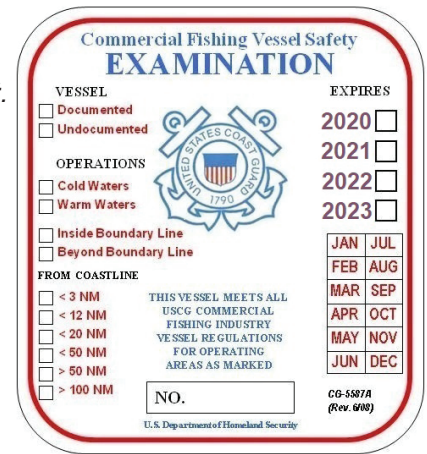 Commercial Fishing Vessel Safety
EXAMINATION
VESSEL
Documented
Undocumented
OPERATIONS
Cold Waters
Warm Waters
Inside Boundary Line
Beyond Boundary Line
FROM COASTLINE
< 3 NM
< 12 NM
< 20 NM
< 50 NM
> 50 NM
> 100 NM
UNITED STATES COAST GUARD
1790
THIS VESSEL MEETS ALL
USCG COMMERCIAL
FISHING INDUSTRY
VESSEL REGULATIONS
FOR OPERATING
AREAS AS MARKED
NO.
EXPIRES
2020
2021
2022
2023
JAN JUL
FEB AUG
MAR SEP
APR OCT
MAY NOV
JUN DEC
CG-5587A
(Rev. 6/08)
U.S. Department of Homeland Security